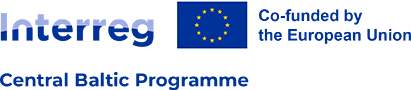 Interreg
Co-funded by
the European Union
Central Baltic Programme